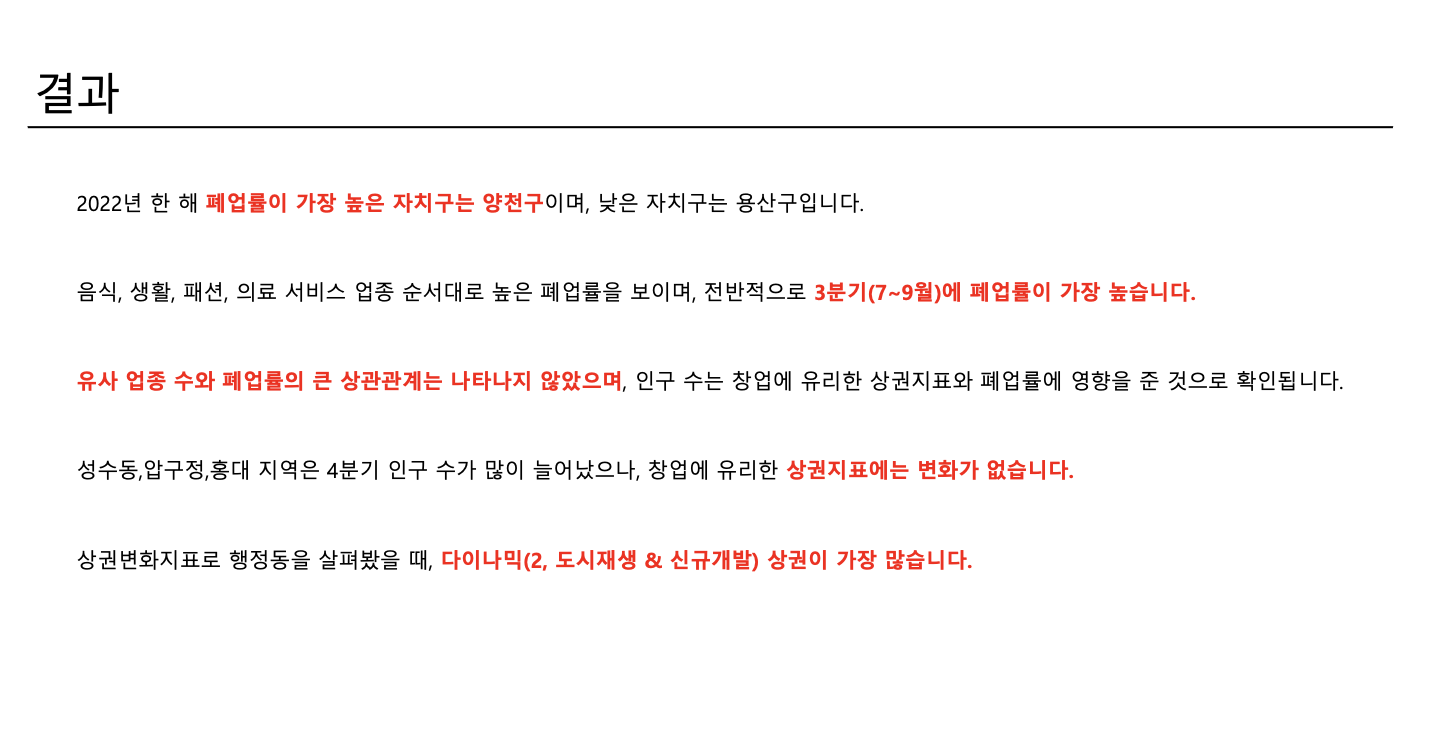 결과
2022년 한 해 폐업률이 가장 높은 자치구는 양천구이며, 낮은 자치구는 용산구입니다.
음식, 생활, 패션, 의료 서비스 업종 순서대로 높은 폐업률을 보이며, 전반적으로 3분기(7~9월)에 폐업률이 가장 높습니다.
유사 업종 수와 폐업률의 큰 상관관계는 나타나지 않았으며, 인구 수는 창업에 유리한 상권지표와 폐업률에 영향을 준 것으로 확인됩니다.
성수동,압구정,홍대 지역은 4분기 인구 수가 많이 늘어났으나, 창업에 유리한 상권지표에는 변화가 없습니다.
상권변화지표로 행정동을 살펴봤을 때, 다이나믹(2, 도시재생 & 신규개발) 상권이 가장 많습니다.